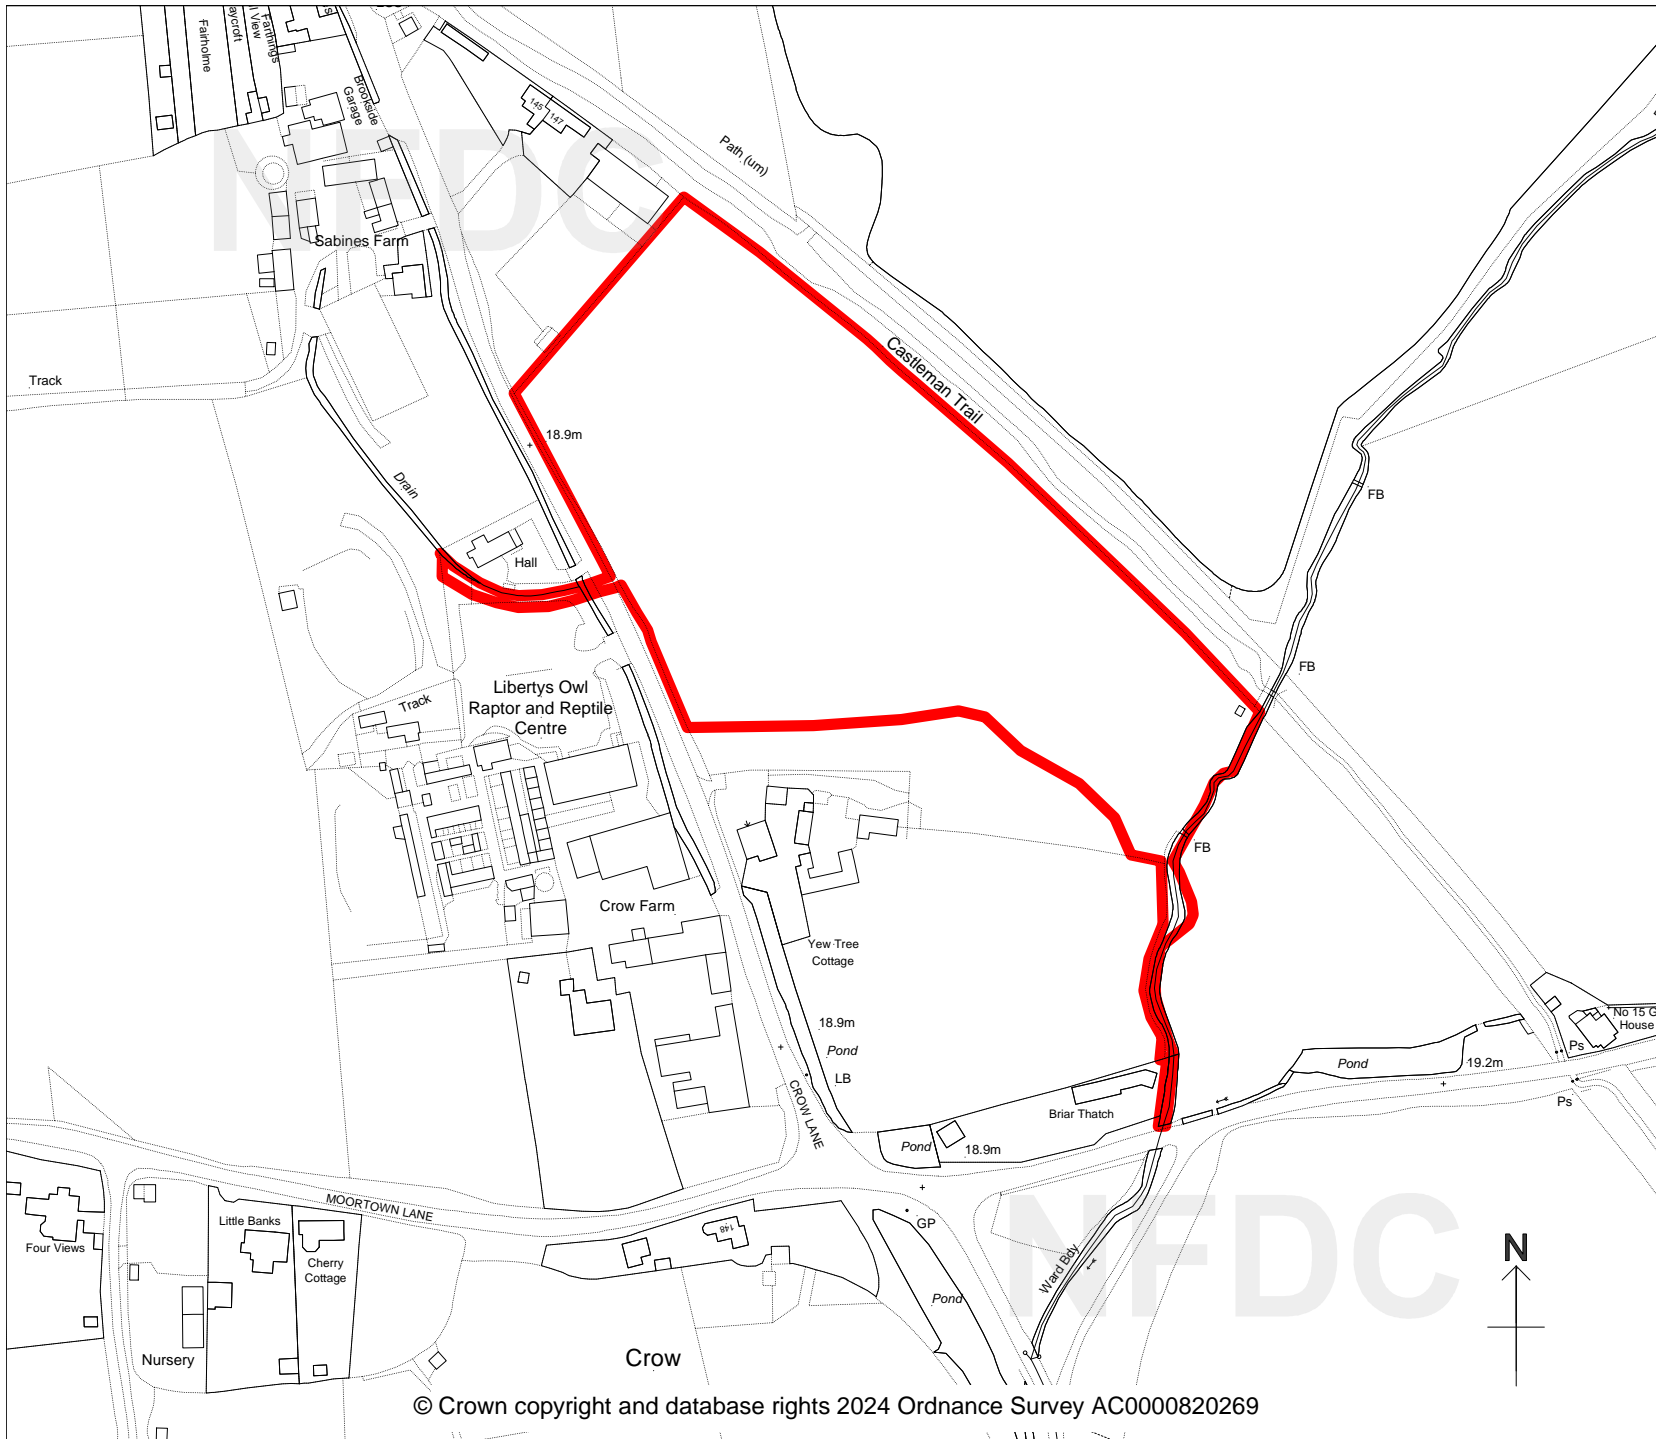 Fairholme
Farthings
Brookside
Garage
145
147
NFDC
Path (um)
Sabines Farm
Track
Castleman Trail
18.9m
Drain
FB
Hall
FB
Libertys Owl
Raptor and Reptile
Centre
Track
FB
Crow Farm
Yew Tree
Cottage
18.9m
Pond
LB
CROW LANE
No 15 G
House
Ps
Pond
19.2m
Ps
Briar Thatch
Pond
18.9m
MOORTOWN LANE
Little Banks
148
GP
Four Views
Cherry
Cottage
Ward Bdy
NFDC
N
Pond
Nursery
Crow
© Crown copyright and database rights 2024 Ordnance Survey AC0000820269